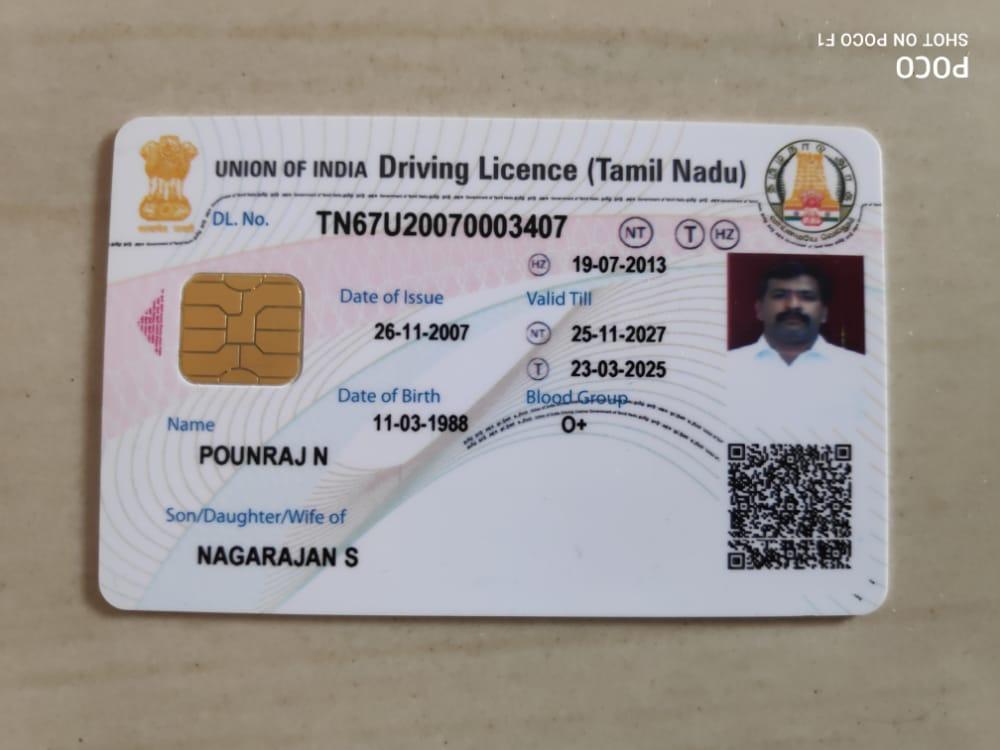 UNION OF INDIA Driving Licence (Tamil Nadu)
DL. No. TN67U20070003407 NT T HZ
HZ 19-07-2013
Date of Issue Valid Till
26-11-2007 NT 25-11-2027
T 23-03-2025
Date of Birth Blood Group
11-03-1988 O+
Name
POUNRAJ N
Son/Daughter/Wife of
NAGARAJAN S
SHOT ON POCO F1
POCO